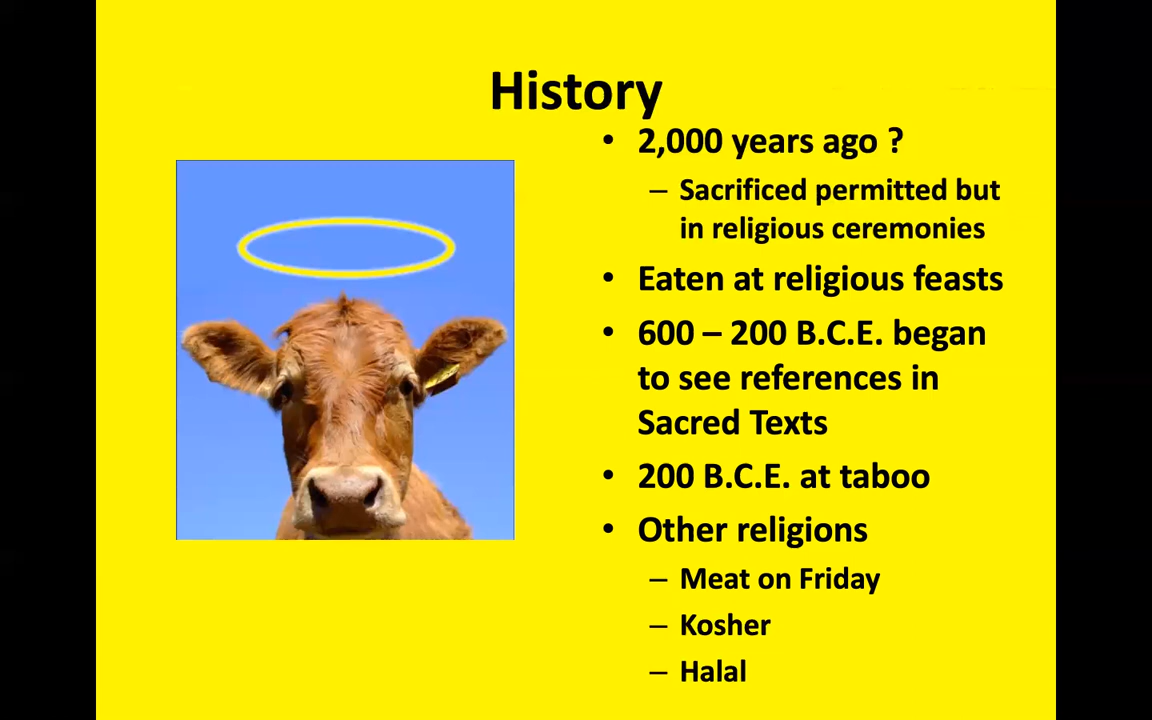 History
• 2,000 years ago ?
– Sacrificed permitted but
in religious ceremonies
• Eaten at religious feasts
• 600 – 200 B.C.E. began
to see references in
Sacred Texts
• 200 B.C.E. at taboo
• Other religions
– Meat on Friday
– Kosher
– Halal